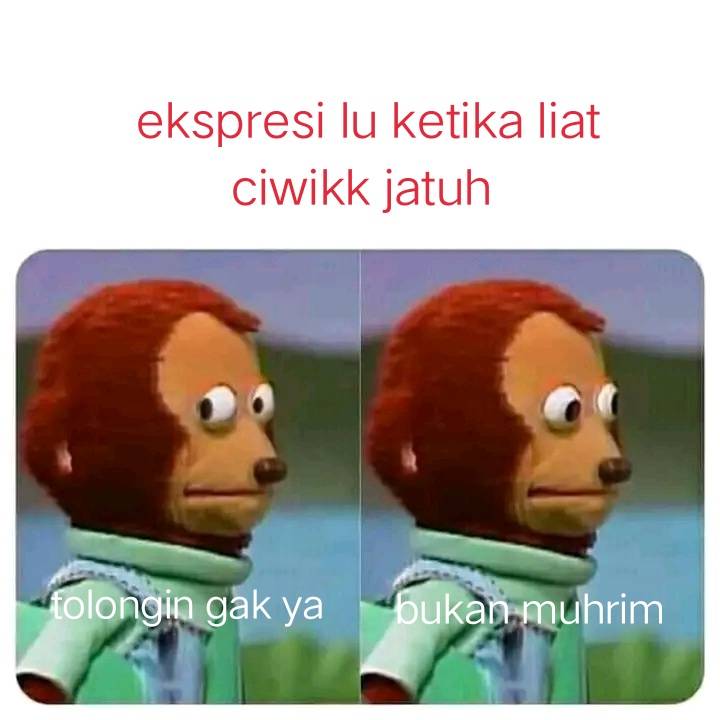 ekspresi lu ketika liat
ciwikk jatuh
tolongin gak ya
bukan muhrim